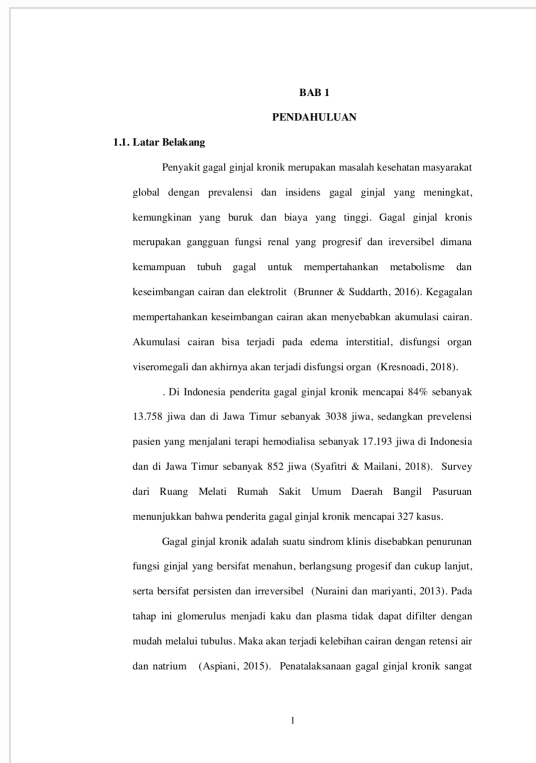 BAB 1
PENDAHULUAN
1.1. Latar Belakang
Penyakit gagal ginjal kronik merupakan masalah kesehatan masyarakat
global dengan prevalensi dan insidens gagal ginjal yang meningkat,
kemungkinan yang buruk dan biaya yang tinggi. Gagal ginjal kronis
merupakan gangguan fungsi renal yang progresif dan ireversibel dimana
kemampuan tubuh gagal untuk mempertahankan metabolisme dan
keseimbangan cairan dan elektrolit (Brunner & Suddarth, 2016). Kegagalan
mempertahankan keseimbangan cairan akan menyebabkan akumulasi cairan.
Akumulasi cairan bisa terjadi pada edema interstitial, disfungsi organ
viseromegali dan akhirnya akan terjadi disfungsi organ (Kresnoadi, 2018).
. Di Indonesia penderita gagal ginjal kronik mencapai 84% sebanyak
13.758 jiwa dan di Jawa Timur sebanyak 3038 jiwa, sedangkan prevelensi
pasien yang menjalani terapi hemodialisa sebanyak 17.193 jiwa di Indonesia
dan di Jawa Timur sebanyak 852 jiwa (Syafitri & Mailani, 2018). Survey
dari Ruang Melati Rumah Sakit Umum Daerah Bangil Pasuruan
menunjukkan bahwa penderita gagal ginjal kronik mencapai 327 kasus.
Gagal ginjal kronik adalah suatu sindrom klinis disebabkan penurunan
fungsi ginjal yang bersifat menahun, berlangsung progesif dan cukup lanjut,
serta bersifat persisten dan irreversibel (Nuraini dan mariyanti, 2013). Pada
tahap ini glomerulus menjadi kaku dan plasma tidak dapat difilter dengan
mudah melalui tubulus. Maka akan terjadi kelebihan cairan dengan retensi air
dan natrium (Aspiani, 2015). Penatalaksanaan gagal ginjal kronik sangat
1